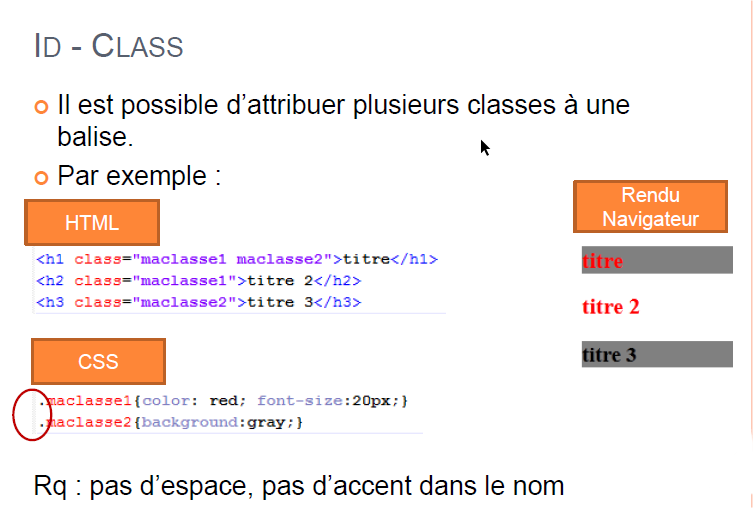 ID - CLASS
Il est possible d’attribuer plusieurs classes à une
balise.
Par exemple :
HTML
<h1 class="maclasse1 maclasse2">titre</h1>
<h2 class="maclasse1">titre 2</h2>
<h3 class="maclasse2">titre 3</h3>
Rendu
Navigateur
titre
titre 2
titre 3
CSS
.maclasse1{color: red; font-size:20px;}
.maclasse2{background:gray;}
Rq : pas d’espace, pas d’accent dans le nom